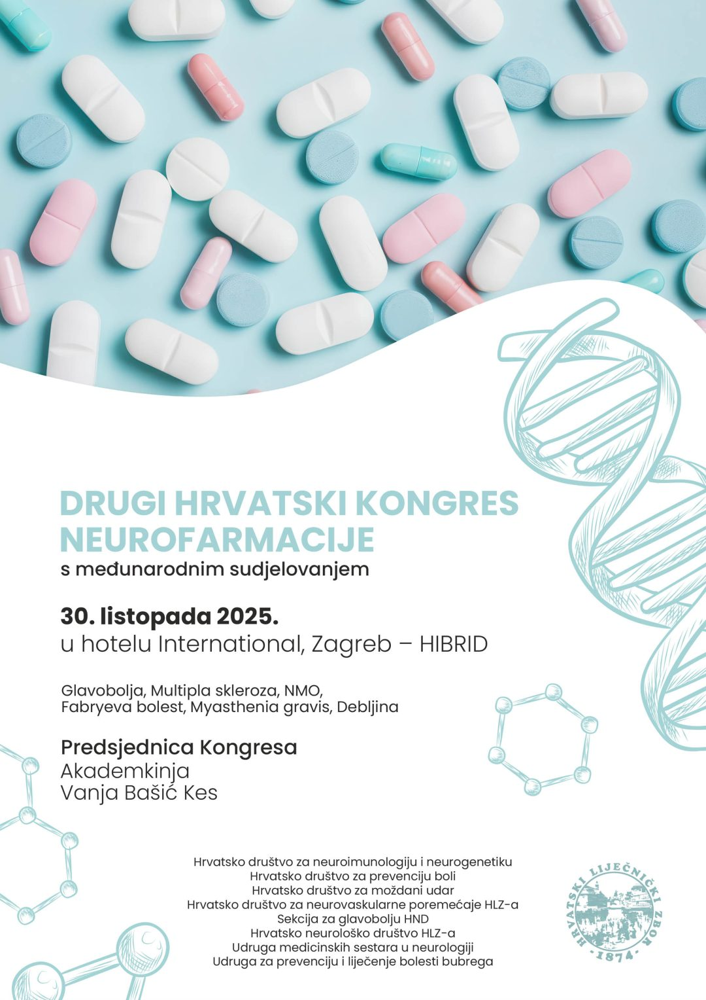 DRUGI HRVATSKI KONGRES
NEUROFARMACIJE
s međunarodnim sudjelovanjem
30. listopada 2025.
u hotelu International, Zagreb – HIBRID
Glavobolja, Multipla skleroza, NMO,
Fabryeva bolest, Myasthenia gravis, Debljina
Predsjednica Kongresa
Akademkinja
Vanja Bašić Kes
Hrvatsko društvo za neuroimunologiju i neurogenetiku
Hrvatsko društvo za prevenciju boli
Hrvatsko društvo za moždani udar
Hrvatsko društvo za neurovaskularne poremećaje HLZ-a
Sekcija za glavobolju HND
Hrvatsko neurološko društvo HLZ-a
Udruga medicinskih sestara u neurologiji
Udruga za prevenciju i liječenje bolesti bubrega
HRVATSKI LIJEČNIČKI ZBOR
·1874·